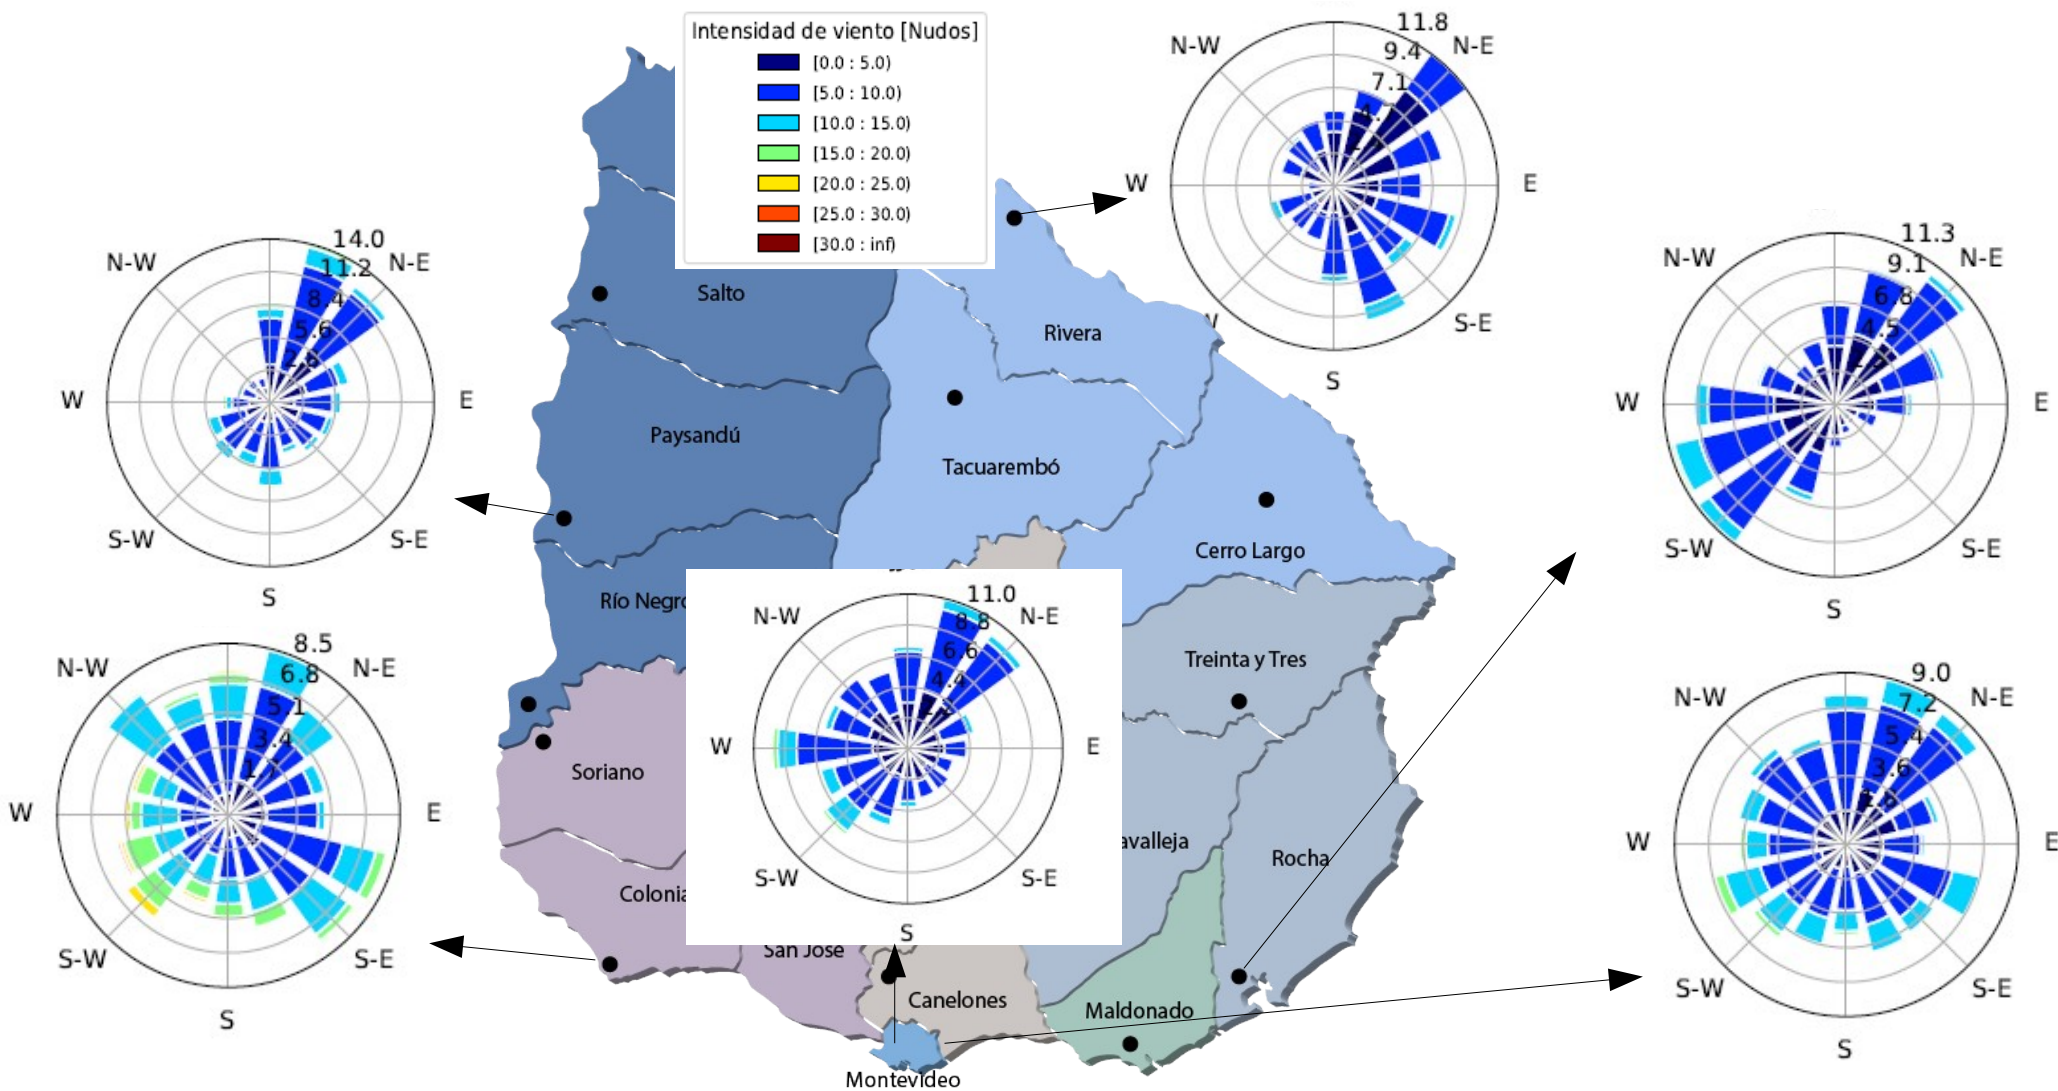 Intensidad de viento [Nudos]
[0.0 : 5.0)
[5.0 : 10.0)
[10.0 : 15.0)
[15.0 : 20.0)
[20.0 : 25.0)
[25.0 : 30.0)
[30.0 : inf)
11.8
9.4
7.1
N-W
N-E
W
E
S-E
S
14.0
11.2
8.4
5.6
N-W
N-E
W
E
S-W
S-E
S
11.3
9.1
6.8
4.5
N-W
N-E
W
E
S-W
S-E
S
8.5
6.8
5.1
3.4
N-W
N-E
W
E
S-W
S-E
S
11.0
8.8
6.6
4.4
N-W
N-E
W
E
S-W
S-E
S
9.0
7.2
5.4
3.6
1.8
N-W
N-E
W
E
S-W
S-E
S
Salto
Rivera
Paysandú
Tacuarembó
Cerro Largo
Río Negro
Treinta y Tres
Soriano
avalleja
Rocha
Colonia
San José
Canelones
Maldonado
Montevideo